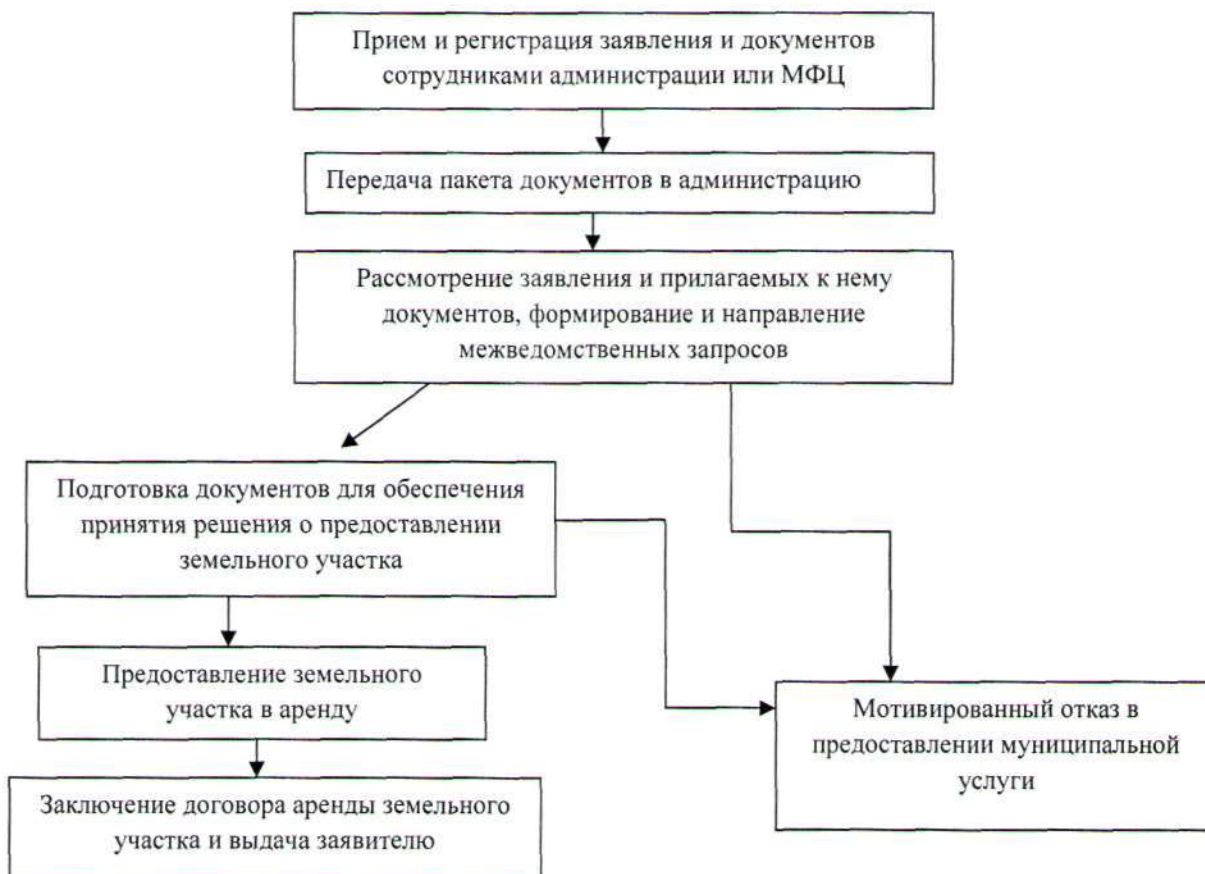 Прием и регистрация заявления и документов
сотрудниками администрации или МФЦ
Передача пакета документов в администрацию
Рассмотрение заявления и прилагаемых к нему
документов, формирование и направление
межведомственных запросов
Подготовка документов для обеспечения
принятия решения о предоставлении
земельного участка
Предоставление земельного
участка в аренду
Мотивированный отказ в
предоставлении муниципальной
услуги
Заключение договора аренды земельного
участка и выдача заявителю